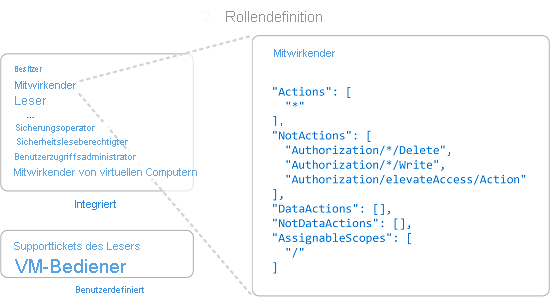 2 Rollendefinition
Besitzer
Mitwirkender
Leser
...
Sicherungsoperator
Sicherheitsleseberechtigter
Benutzerzugriffsadministrator
Mitwirkender von virtuellen Computern
Integriert
Supporttickets des Lesers
VM-Bediener
Benutzerdefiniert
Mitwirkender
"Actions": [
"*"
],
"NotActions": [
"Authorization/*/Delete",
"Authorization/*/Write",
"Authorization/elevateAccess/Action"
],
"DataActions": [],
"NotDataActions": [],
"AssignableScopes": [
"/"
]